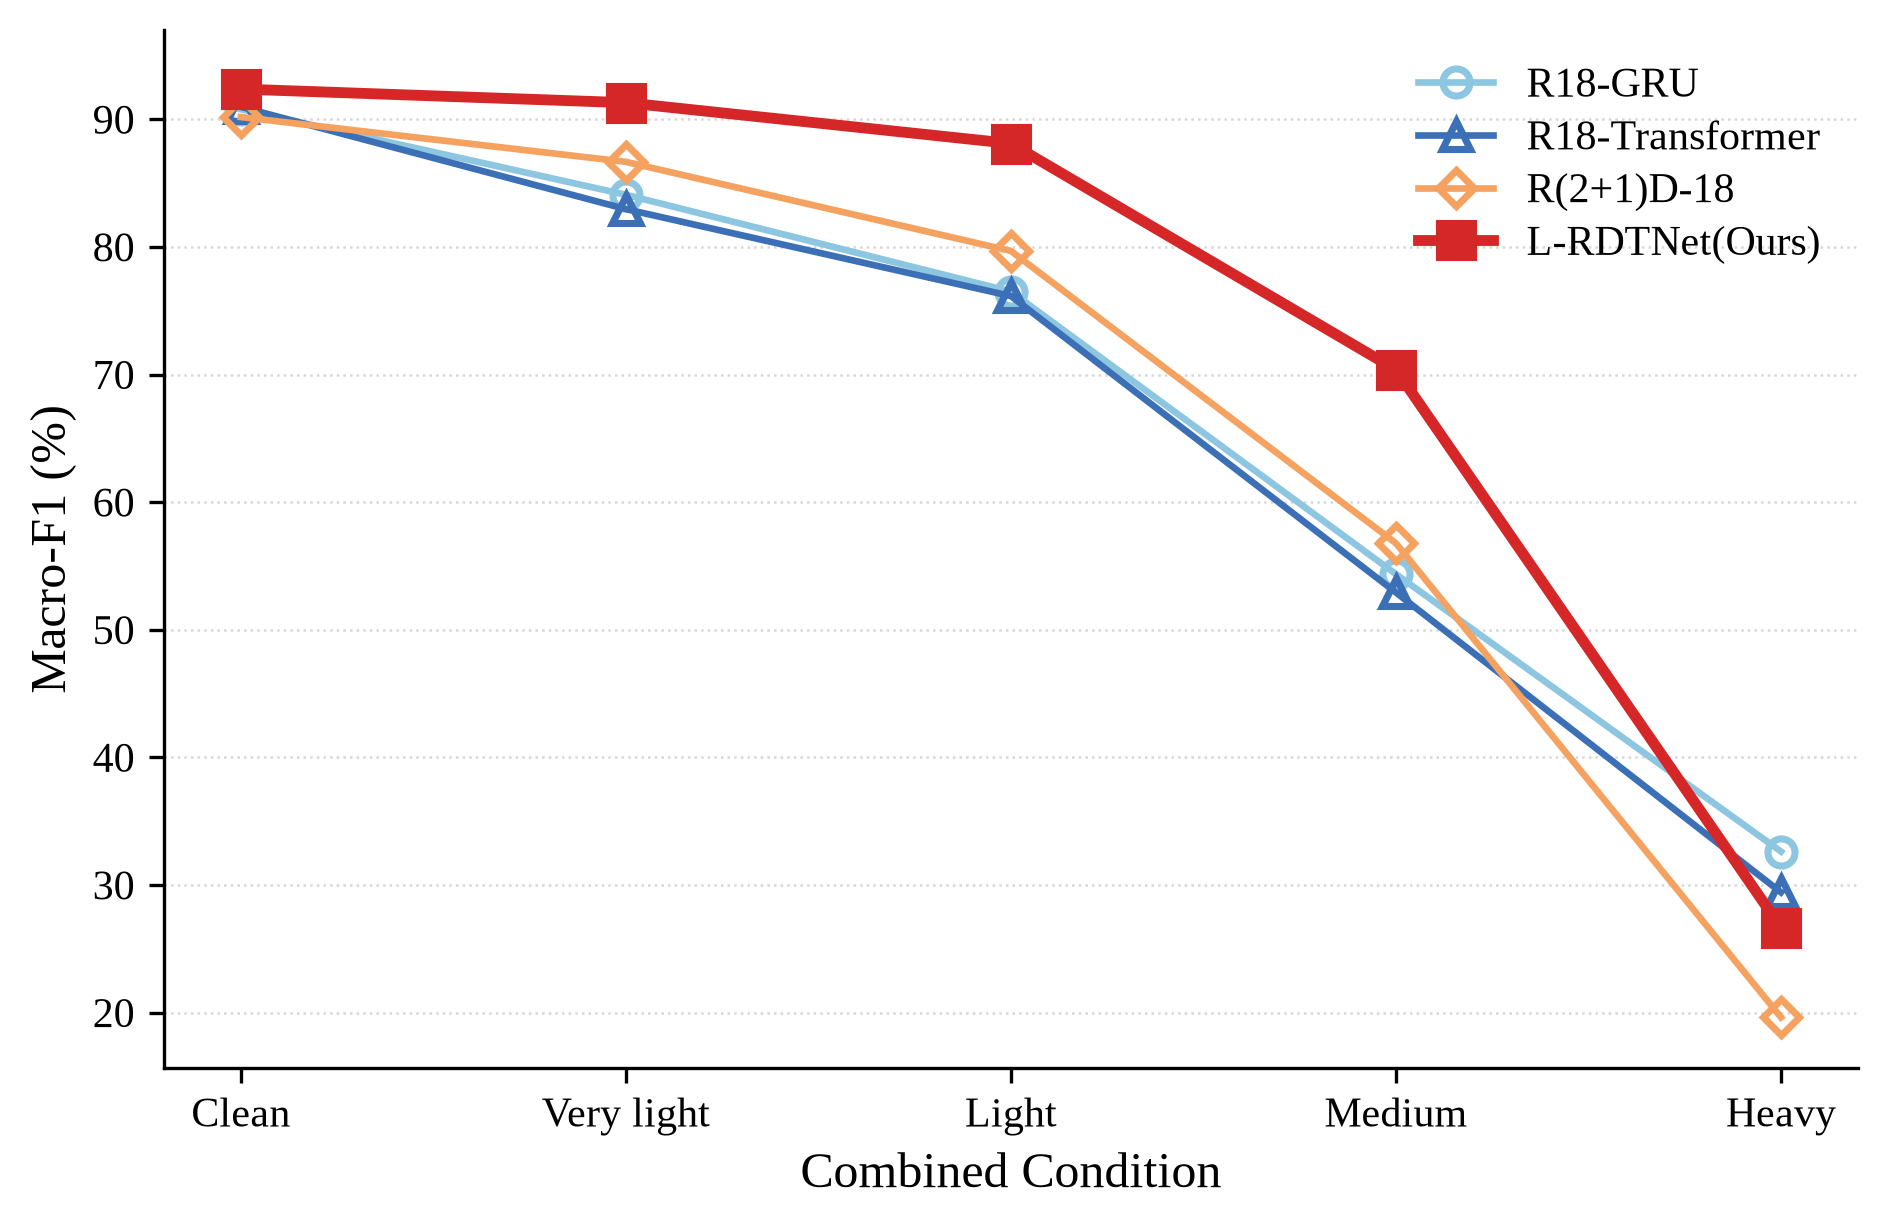 R18-GRU
R18-Transformer
R(2+1)D-18
L-RDTNet(Ours)
Macro-F1 (%)
90
80
70
60
50
40
30
20
Clean Very light Light Medium Heavy
Combined Condition